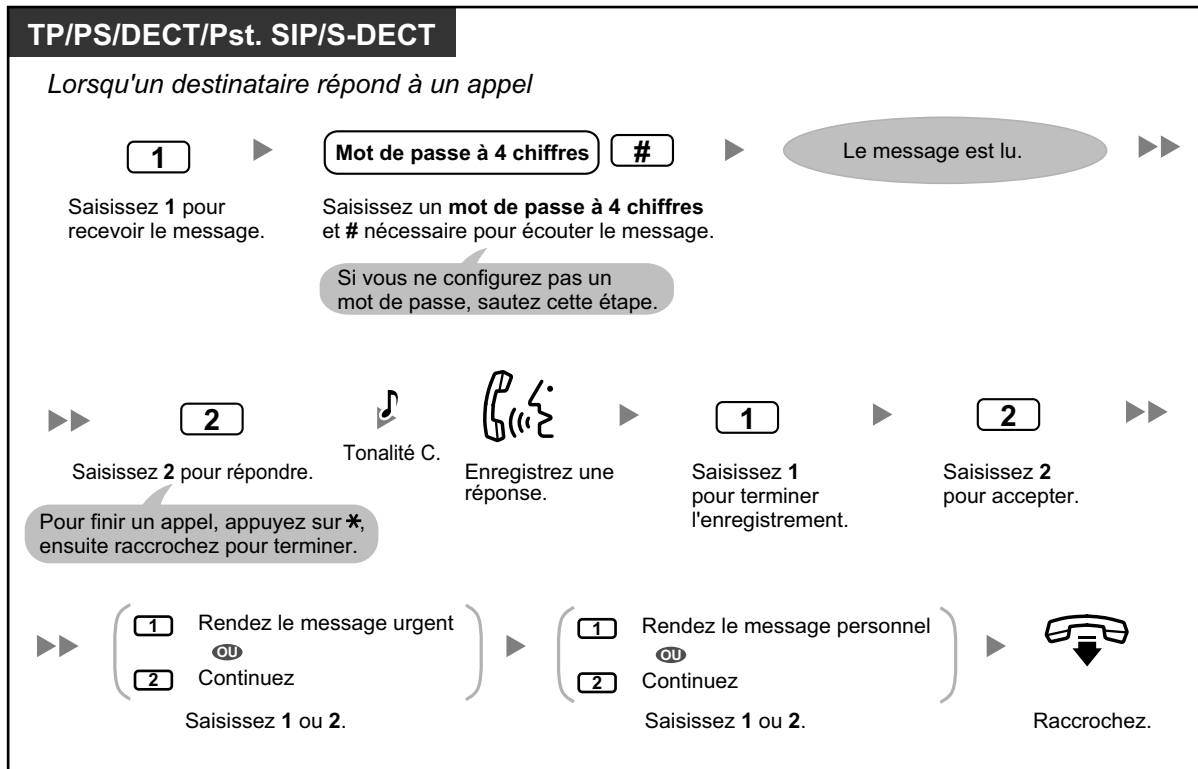 TP/PS/DECT/Pst. SIP/S-DECT
Lorsqu'un destinataire répond à un appel
1
Mot de passe à 4 chiffres
#
Le message est lu.
Saisissez 1 pour
recevoir le message.
Saisissez un mot de passe à 4 chiffres
et # nécessaire pour écouter le message.
Si vous ne configurez pas un
mot de passe, sautez cette étape.
2
Saisissez 2 pour répondre.
Pour finir un appel, appuyez sur *,
ensuite raccrochez pour terminer.
Tonalité C.
Enregistrez une
réponse.
1
Saisissez 1
pour terminer
l'enregistrement.
2
Saisissez 2
pour accepter.
1 Rendez le message urgent
OU
2 Continuez
Saisissez 1 ou 2.
1 Rendez le message personnel
OU
2 Continuez
Saisissez 1 ou 2.
Raccrochez.